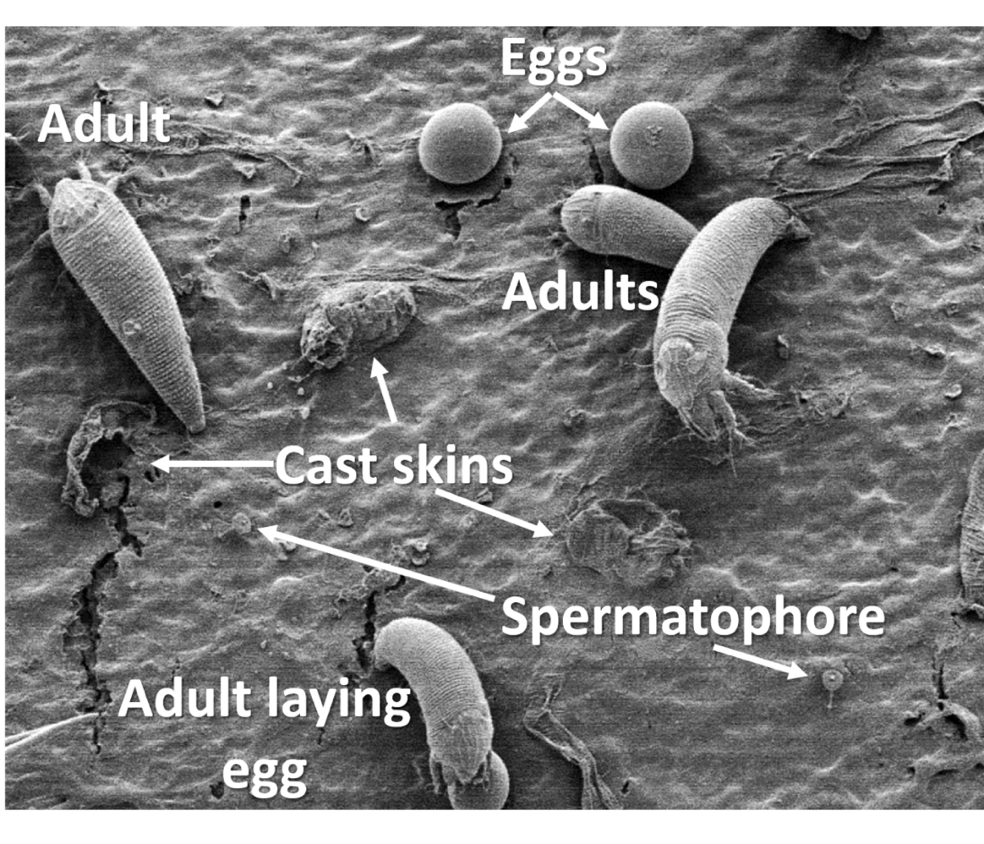 Eggs
Adult
Adults
Cast skins
Spermatophore
Adult laying
egg